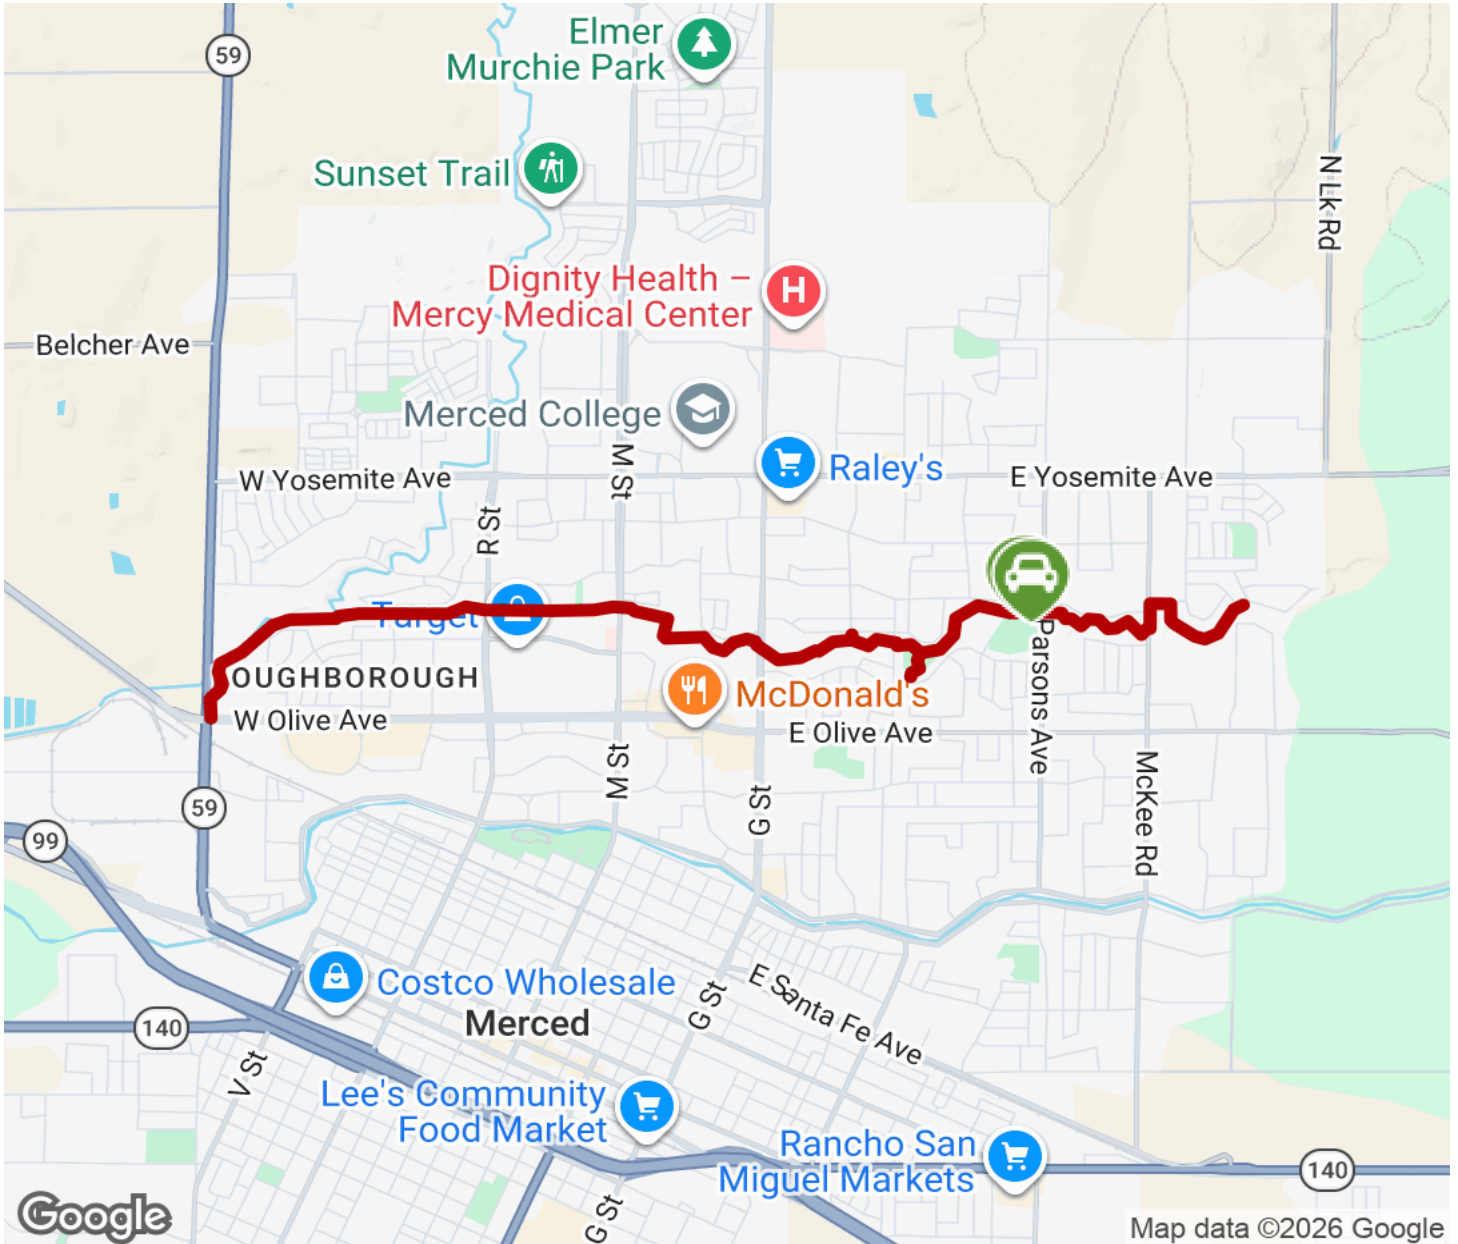 Elmer
Murchie Park
59
Sunset Trail
N Lk Rd
Dignity Health –
Mercy Medical Center
H
Belcher Ave
Merced College
M St
Raley's
W Yosemite Ave
E Yosemite Ave
R St
Target
OUGHBOROUGH
McDonald's
W Olive Ave
E Olive Ave
Parsons Ave
M St
G St
McKee Rd
59
99
Costco Wholesale
Merced
E Santa Fe Ave
G St
140
V St
Lee's Community
Food Market
Rancho San
Miguel Markets
140
G St
Google
Map data ©2026 Google